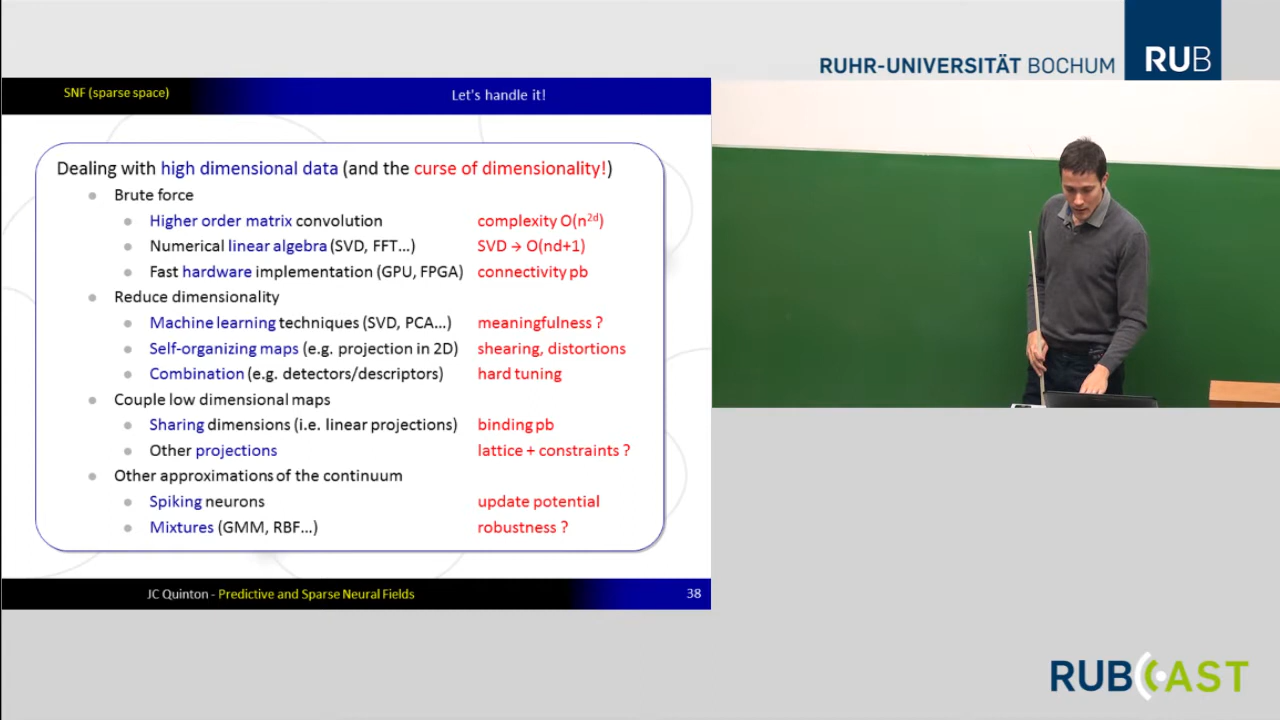 RUHR-UNIVERSITÄT BOCHUM RUB
SNF (sparse space)
Let's handle it!
Dealing with high dimensional data (and the curse of dimensionality!)
Brute force
Higher order matrix convolution complexity O(n^2d)
Numerical linear algebra (SVD, FFT...) SVD → O(nd+1)
Fast hardware implementation (GPU, FPGA) connectivity pb
Reduce dimensionality
Machine learning techniques (SVD, PCA...) meaningfulness ?
Self-organizing maps (e.g. projection in 2D) shearing, distortions
Combination (e.g. detectors/descriptors) hard tuning
Couple low dimensional maps
Sharing dimensions (i.e. linear projections) binding pb
Other projections lattice + constraints ?
Other approximations of the continuum
Spiking neurons update potential
Mixtures (GMM, RBF...) robustness ?
JC Quinton - Predictive and Sparse Neural Fields 38
RUBCAST